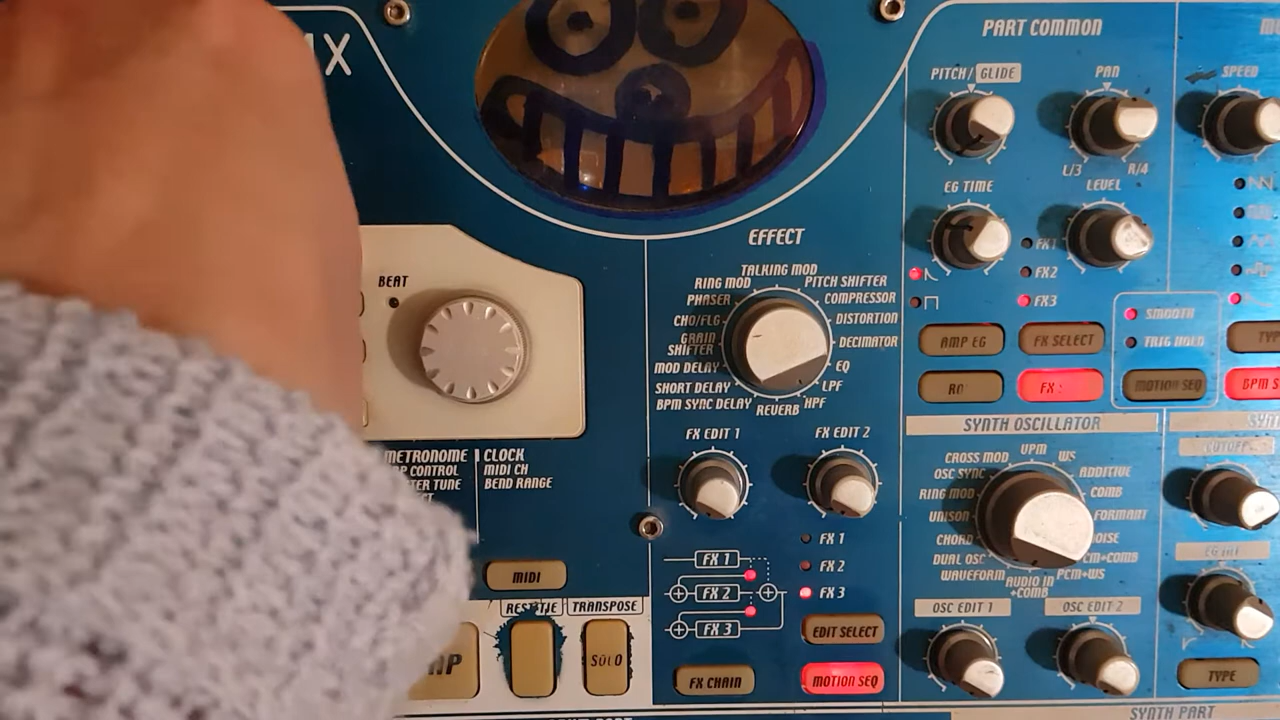 MX
PART COMMON
PITCH/ GLIDE
PAN
SPEED
L/3 R/4
EG TIME
LEVEL
FX1
FX2
FX3
AMP EG
FX SELECT
SMOOTH
TRIG HOLD
MOTION SEQ
BEAT
EFFECT
TALKING MOD
RING MOD
PITCH SHIFTER
PHASER
COMPRESSOR
CHO/FLG
DISTORTION
GRAIN
SHIFTER
DECIMATOR
MOD DELAY
EQ
SHORT DELAY
LPF
BPM SYNC DELAY
HPF
REVERB
FX EDIT 1
FX EDIT 2
FX 1
FX 2
FX 3
FX 1
FX 2
FX 3
EDIT SELECT
FX CHAIN
MOTION SEQ
METRONOME
CLOCK
MIDI CH
BEND RANGE
MIDI
TRANSPOSE
SOLO
SYNTH OSCILLATOR
VPM
CROSS MOD
WS
OSC SYNC
ADDITIVE
RING MOD
COMB
UNISON
FORMANT
CHORD
NOISE
DUAL OSC
PCM+COMB
WAVEFORM
PCM+WS
AUDIO IN
+COMB
OSC EDIT 1
OSC EDIT 2
CUTOFF
EG INT
TYPE
SYNTH PART